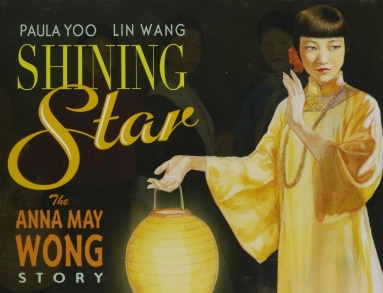 PAULA YOO LIN WANG
SHINING
Star
The
ANNA MAY
WONG
STORY